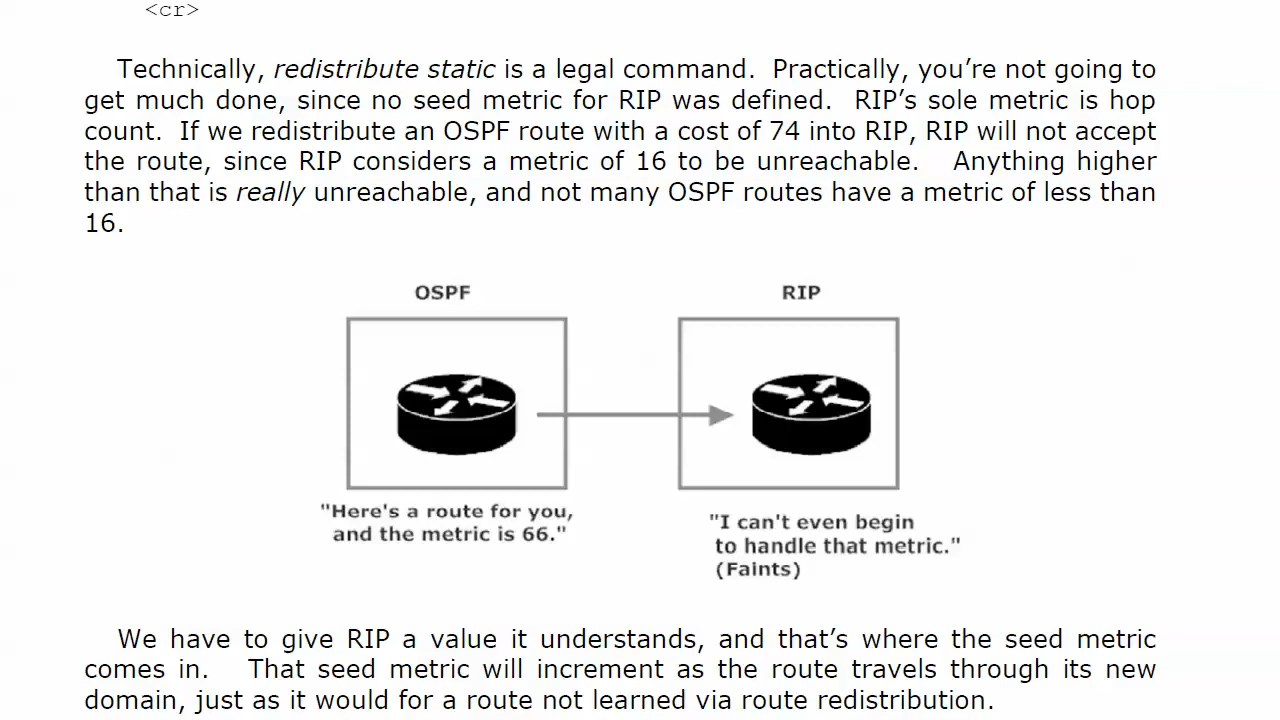 <cr>
Technically, redistribute static is a legal command. Practically, you’re not going to
get much done, since no seed metric for RIP was defined. RIP’s sole metric is hop
count. If we redistribute an OSPF route with a cost of 74 into RIP, RIP will not accept
the route, since RIP considers a metric of 16 to be unreachable. Anything higher
than that is really unreachable, and not many OSPF routes have a metric of less than
16.
OSPF
RIP
"Here's a route for you,
and the metric is 66."
"I can't even begin
to handle that metric."
(Faints)
We have to give RIP a value it understands, and that’s where the seed metric
comes in. That seed metric will increment as the route travels through its new
domain, just as it would for a route not learned via route redistribution.